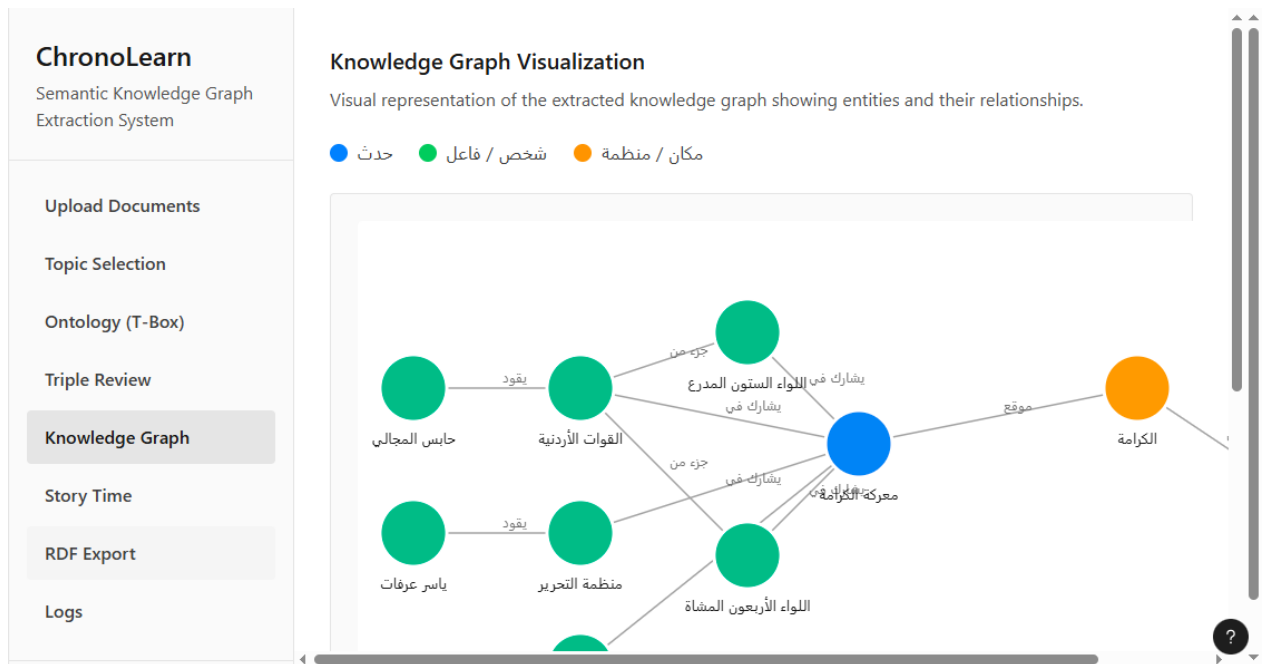 ChronoLearn
Semantic Knowledge Graph
Extraction System
Upload Documents
Topic Selection
Ontology (T-Box)
Triple Review
Knowledge Graph
Story Time
RDF Export
Logs
Knowledge Graph Visualization
Visual representation of the extracted knowledge graph showing entities and their relationships.
حدث
شخص / فاعل
مكان / منظمة
جزء من
يقود
يشارك في
اللواء الستون المدرع
يشارك في
موقع
حابس المجالي
القوات الأردنية
الكرامة
جزء من
يشارك في
يشارك في
معركة الكرامة
يقود
ياسر عرفات
منظمة التحرير
اللواء الأربعون المشاة
?